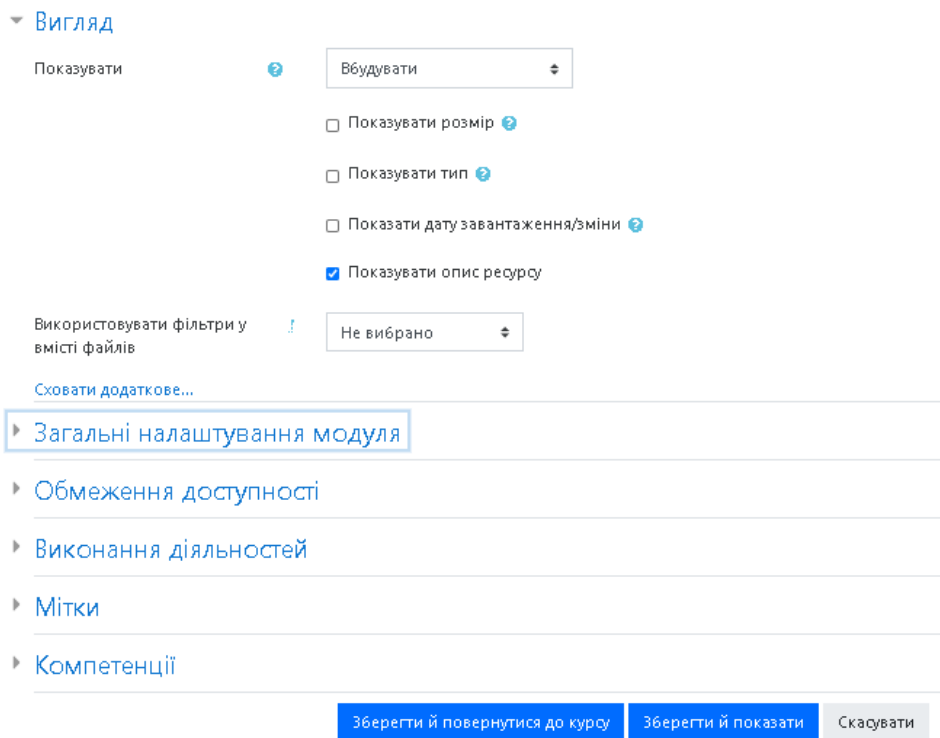 Вигляд
Показувати
Вбудувати
Показувати розмір
Показувати тип
Показати дату завантаження/зміни
Показувати опис ресурсу
Використовувати фільтри у
вмісті файлів
Не вибрано
Сховати додаткове...
Загальні налаштування модуля
Обмеження доступності
Виконання діяльностей
Мітки
Компетенції
Зберегти й повернутися до курсу Зберегти й показати Скасувати